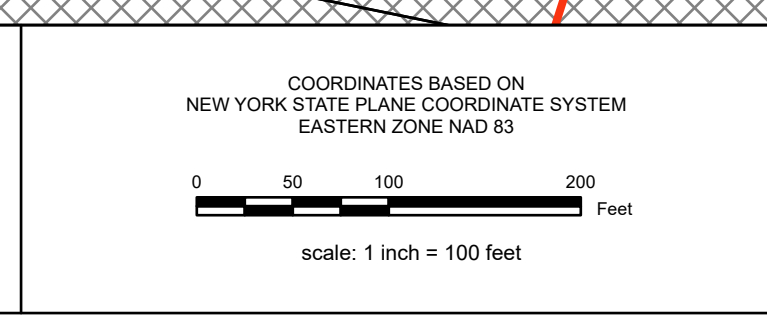 COORDINATES BASED ON
NEW YORK STATE PLANE COORDINATE SYSTEM
EASTERN ZONE NAD 83
0 50 100 200
Feet
scale: 1 inch = 100 feet